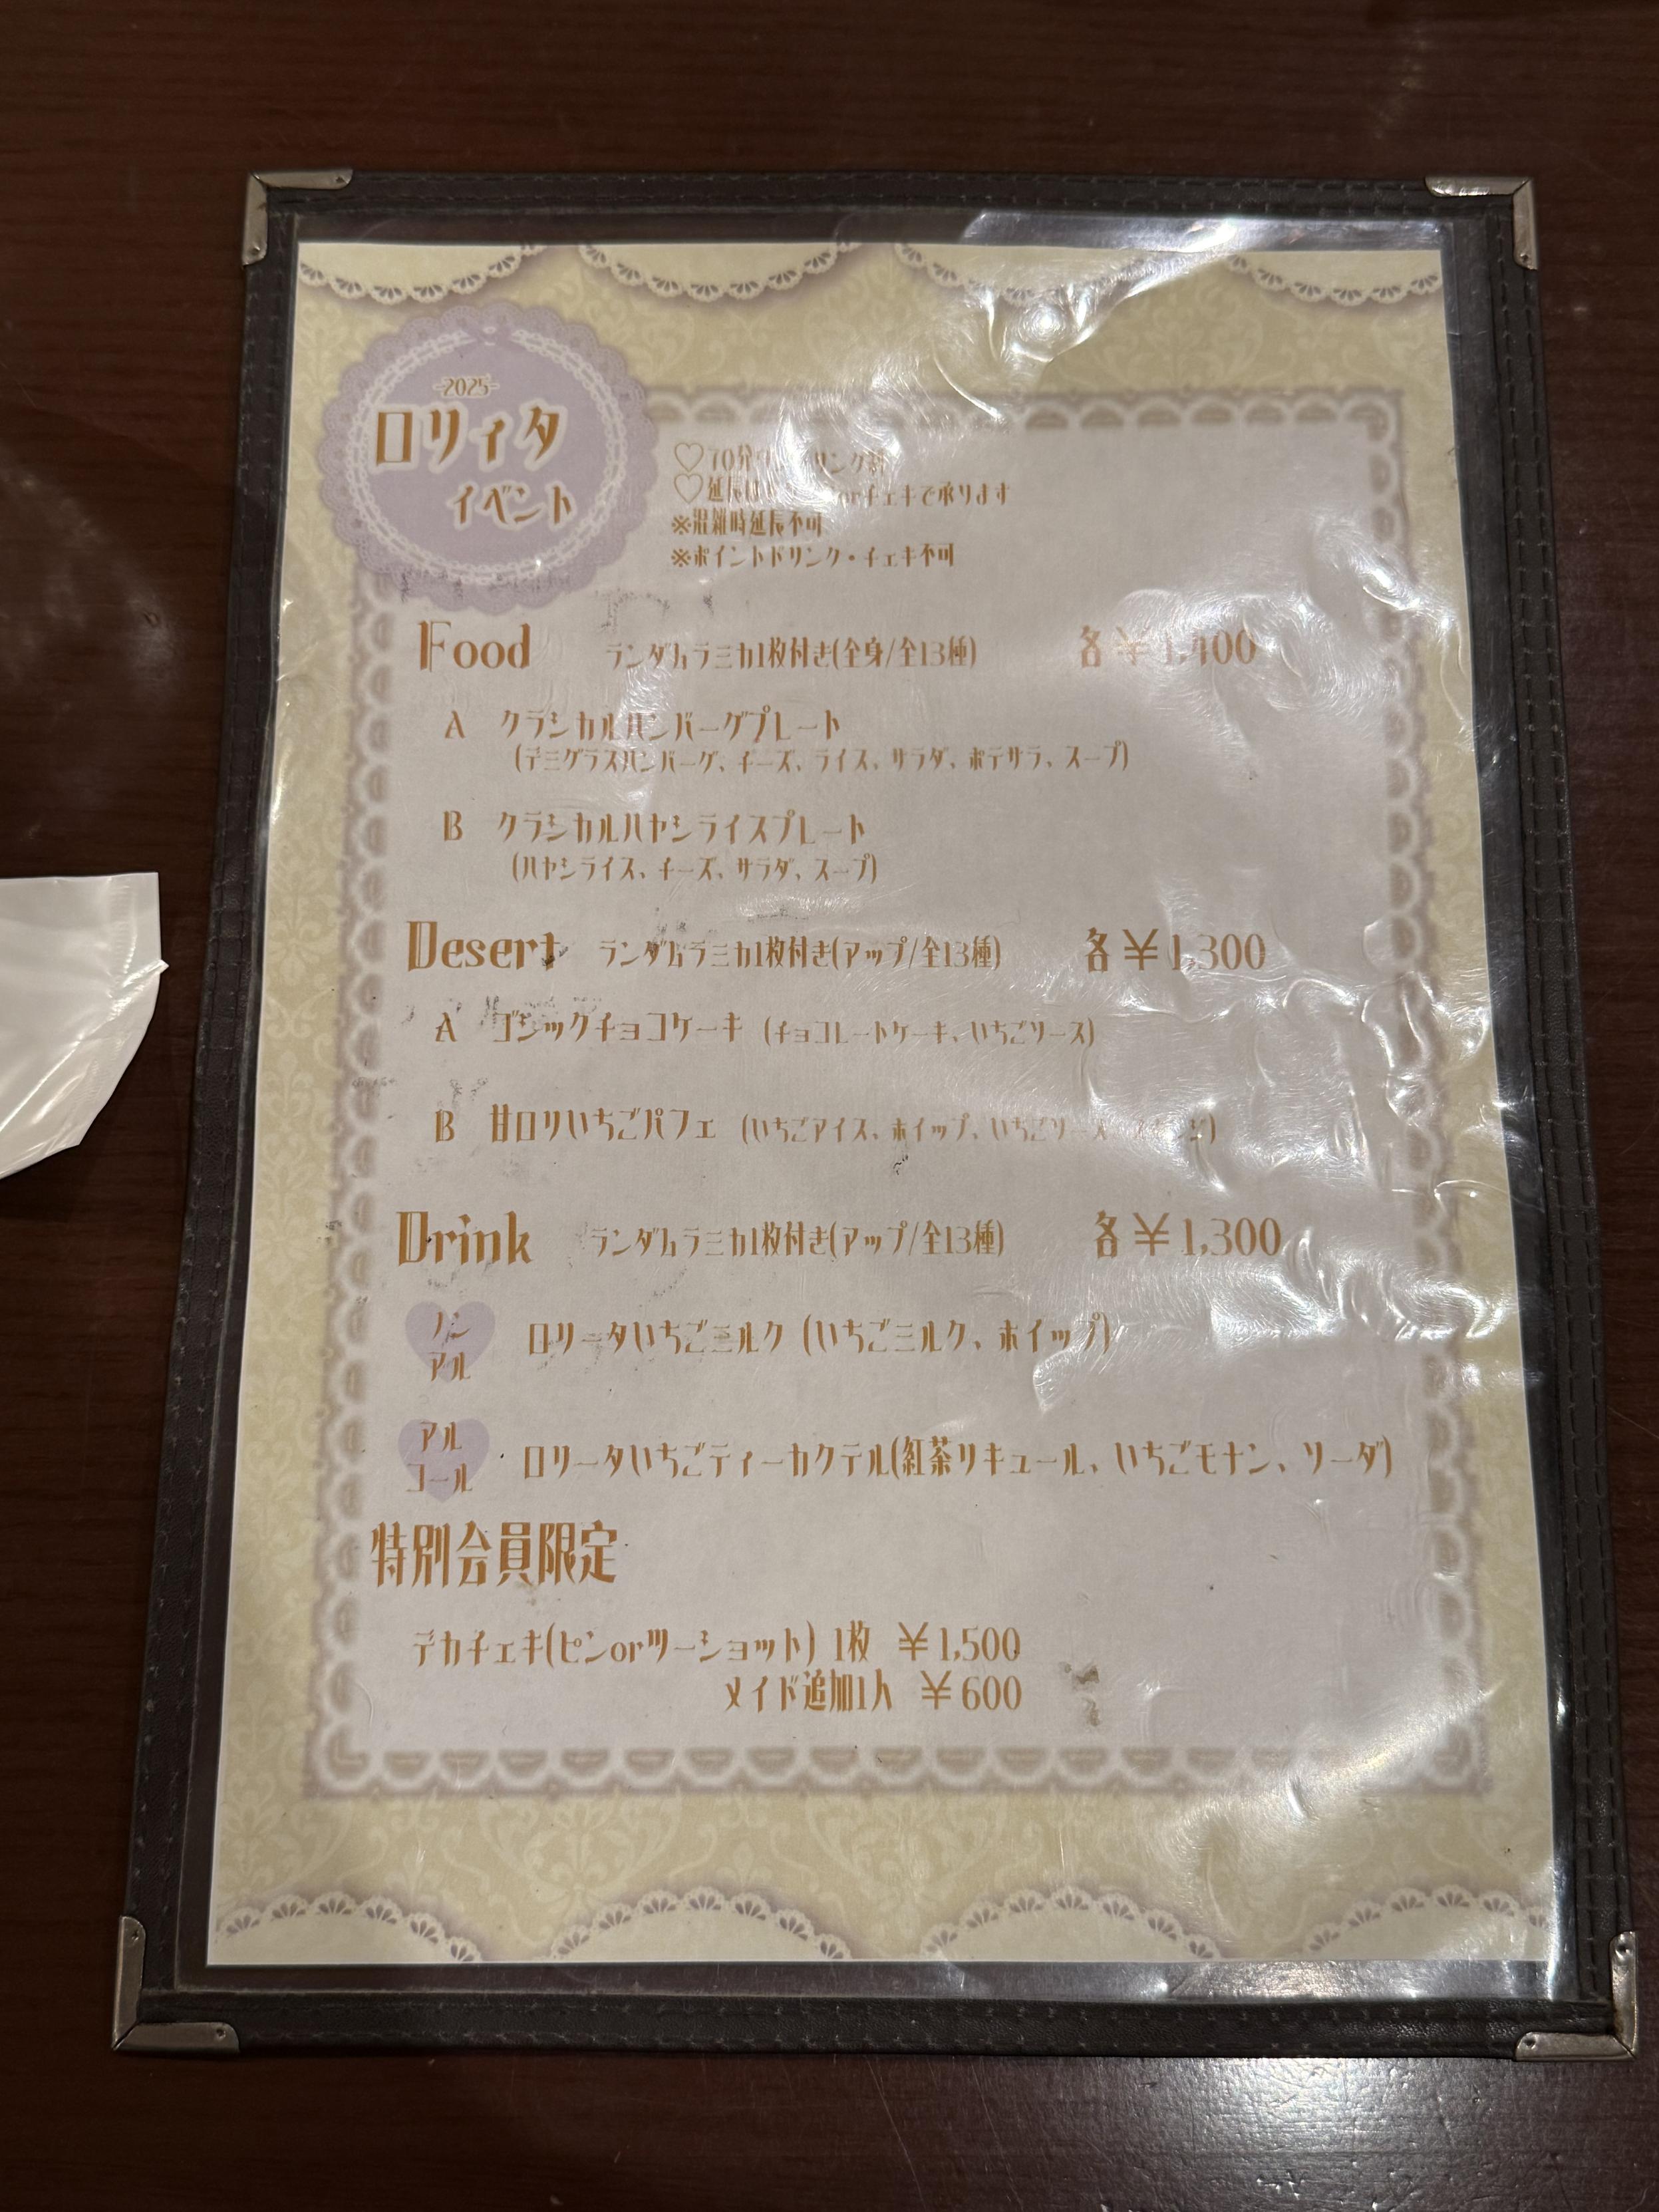 -2025-
ロリィタ
イベント
♡70分
♡延長は orチェキで承ります
※混雑時延長不可
※ポイントドリンク・チェキ不可
Food ランダムラミカ1枚付き(全身/全13種) 各￥1,400
A クラシカルハンバーグプレート
(デミグラスハンバーグ、チーズ、ライス、サラダ、ポテサラ、スープ)
B クラシカルハヤシライスプレート
(ハヤシライス、チーズ、サラダ、スープ)
Desert ランダムラミカ1枚付き(アップ/全13種) 各￥1,300
A ゴシックチョコケーキ (チョコレートケーキ、いちごソース)
B 甘ロリいちごパフェ (いちごアイス、ホイップ、いちごソース
Drink ランダムラミカ1枚付き(アップ/全13種) 各￥1,300
ノン
アル
ロリータいちごミルク (いちごミルク、ホイップ)
アル
コール
ロリータいちごティーカクテル(紅茶リキュール、いちごモナン、ソーダ)
特別会員限定
デカチェキ(ピンorツーショット) 1枚 ￥1,500
メイド追加1人 ￥600